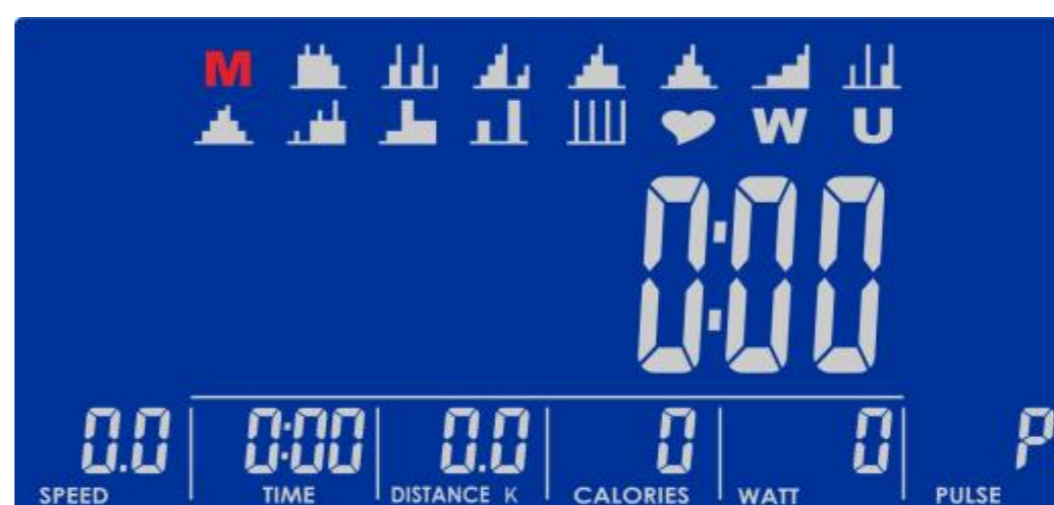 M
W U
0:00
0.0 0:00 0.0 0 0 P
SPEED TIME DISTANCE K CALORIES WATT PULSE